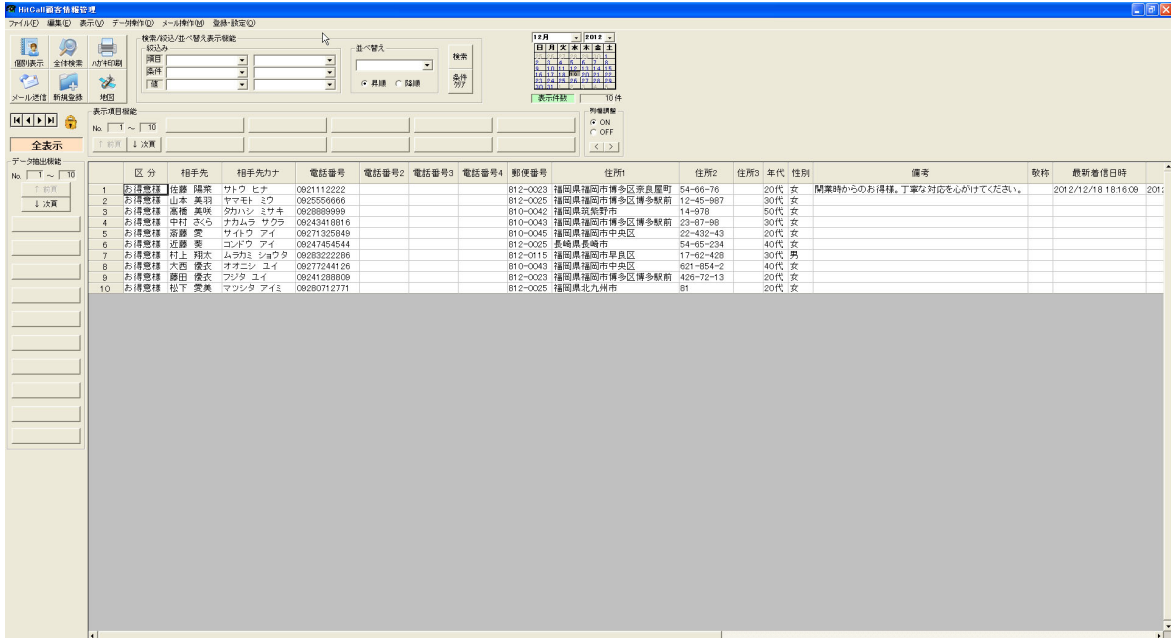 HitCall顧客情報管理
ファイル(F) 編集(E) 表示(V) データ操作(D) メール操作(M) 登録・設定(O)
個別表示 全体検索 ハガキ印刷
メール送信 新規登録 地図
検索/絞込/並べ替え表示機能
絞込み
項目
条件
値
並べ替え
昇順 降順
検索
条件クリア
12月 2012
日 月 火 水 木 金 土
表示件数 10 件
全表示
表示項目機能
No. 1 ～ 10
↑ 前頁 ↓ 次頁
列幅調整
ON
OFF
< >
データ抽出機能
No. 1 ～ 10
↑ 前頁
↓ 次頁
区分 相手先 相手先カナ 電話番号 電話番号2 電話番号3 電話番号4 郵便番号 住所1 住所2 住所3 年代 性別 備考 敬称 最新着信日時
1 お得意様 佐藤 陽菜 サトウ ヒナ 0921112222 812-0023 福岡県福岡市博多区奈良屋町 54-66-76 20代 女 開業時からのお得様。丁寧な対応を心がけてください。 2012/12/18 18:16:09 201
2 お得意様 山本 美羽 ヤマモト ミウ 0925556666 812-0025 福岡県福岡市博多区博多駅前 12-45-987 30代 女
3 お得意様 高橋 美咲 タカハシ ミサキ 0928889999 810-0042 福岡県筑紫野市 14-978 50代 女
4 お得意様 中村 さくら ナカムラ サクラ 09243418816 810-0043 福岡県福岡市博多区博多駅前 23-87-98 30代 女
5 お得意様 斎藤 愛 サイトウ アイ 09271325849 810-0045 福岡県福岡市中央区 22-432-43 20代 女
6 お得意様 近藤 葵 コンドウ アイ 09247454544 812-0025 長崎県長崎市 54-65-234 40代 女
7 お得意様 村上 翔太 ムラカミ ショウタ 09283222286 812-0115 福岡県福岡市早良区 17-62-428 30代 男
8 お得意様 大西 優衣 オオニシ ユイ 09277244126 810-0043 福岡県福岡市中央区 621-854-2 40代 女
9 お得意様 藤田 優衣 フジタ ユイ 09241288809 812-0023 福岡県福岡市博多区博多駅前 426-72-13 20代 女
10 お得意様 松下 愛美 マツシタ アイミ 09280712771 812-0025 福岡県北九州市 81 20代 女